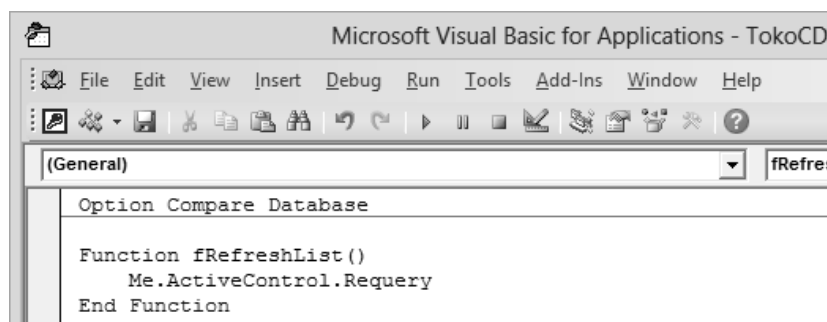 Microsoft Visual Basic for Applications - TokoCD
File Edit View Insert Debug Run Tools Add-Ins Window Help
(General) fRefre
Option Compare Database
Function fRefreshList()
Me.ActiveControl.Requery
End Function